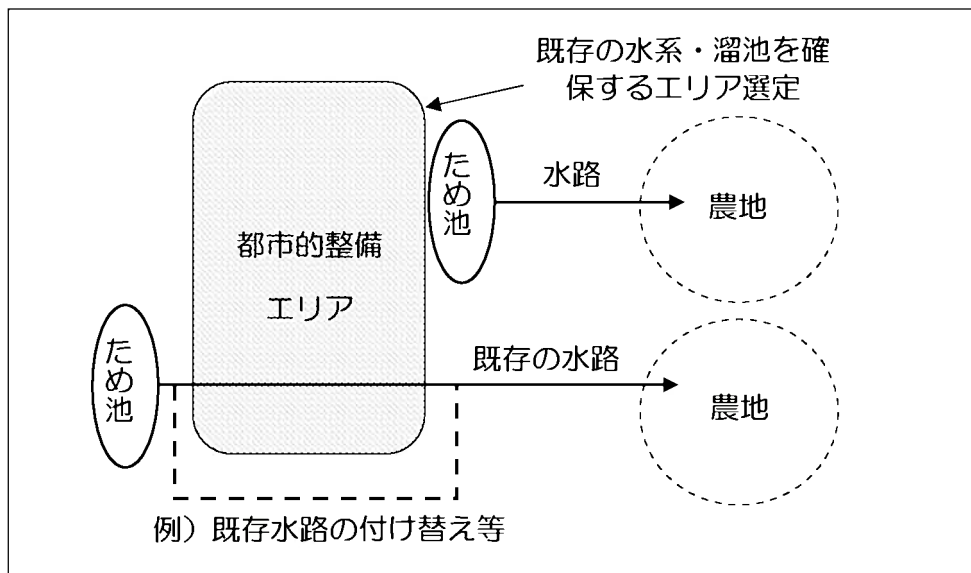 既存の水系・溜池を確
保するエリア選定
ため池
水路
農地
都市的整備
エリア
ため池
既存の水路
農地
例）既存水路の付け替え等